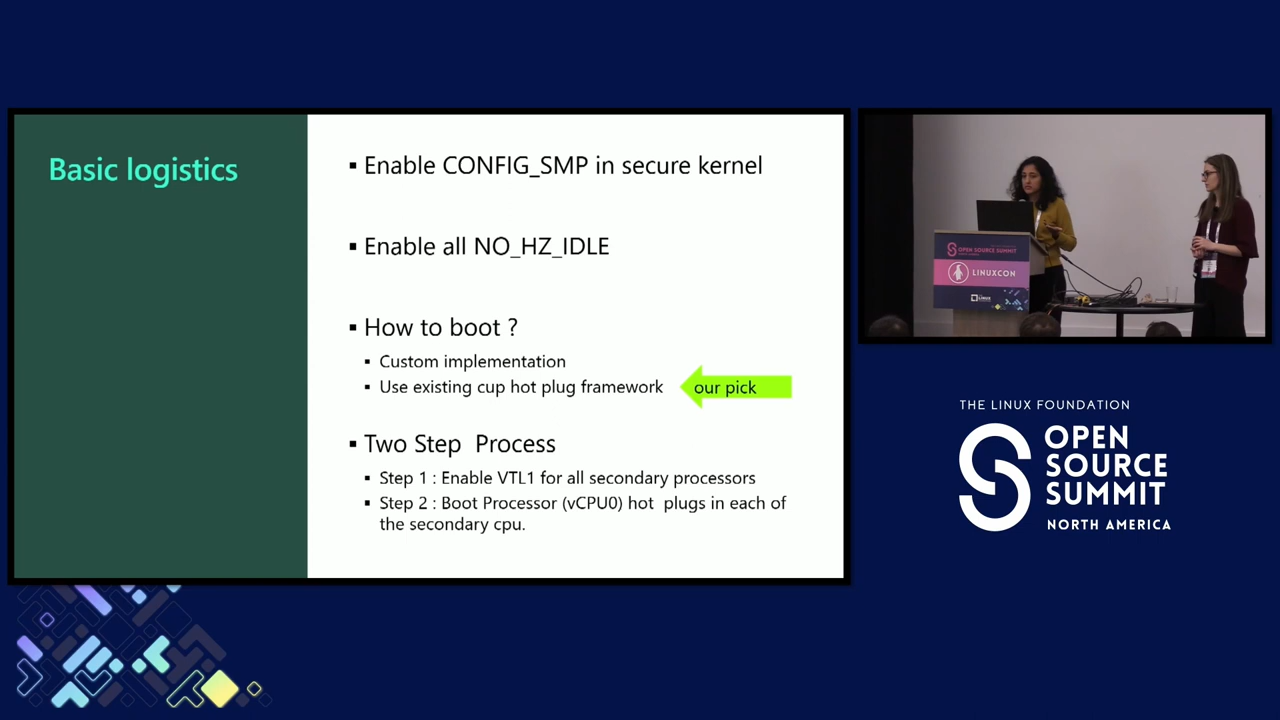 Basic logistics
▪ Enable CONFIG_SMP in secure kernel
▪ Enable all NO_HZ_IDLE
▪ How to boot ?
▪ Custom implementation
▪ Use existing cup hot plug framework
our pick
▪ Two Step  Process
▪ Step 1 : Enable VTL1 for all secondary processors
▪ Step 2 : Boot Processor (vCPU0) hot  plugs in each of
the secondary cpu.
OPEN SOURCE SUMMIT
LINUXCON
THE LINUX FOUNDATION
OPEN
SOURCE
SUMMIT
NORTH AMERICA